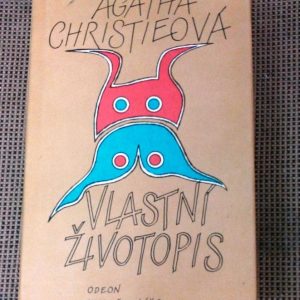 AGATHA
CHRISTIEOVÁ
VLASTNÍ
ŽIVOTOPIS
ODEON